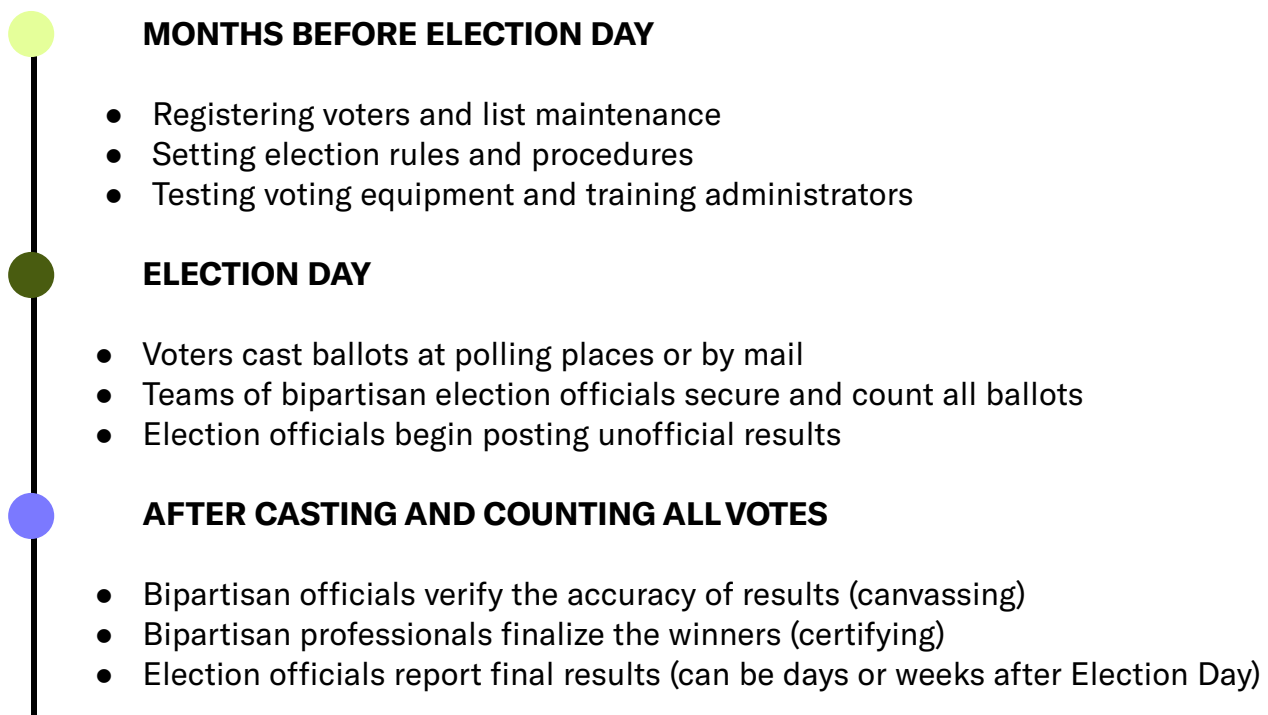 MONTHS BEFORE ELECTION DAY
● Registering voters and list maintenance
● Setting election rules and procedures
● Testing voting equipment and training administrators
ELECTION DAY
● Voters cast ballots at polling places or by mail
● Teams of bipartisan election officials secure and count all ballots
● Election officials begin posting unofficial results
AFTER CASTING AND COUNTING ALL VOTES
● Bipartisan officials verify the accuracy of results (canvassing)
● Bipartisan professionals finalize the winners (certifying)
● Election officials report final results (can be days or weeks after Election Day)